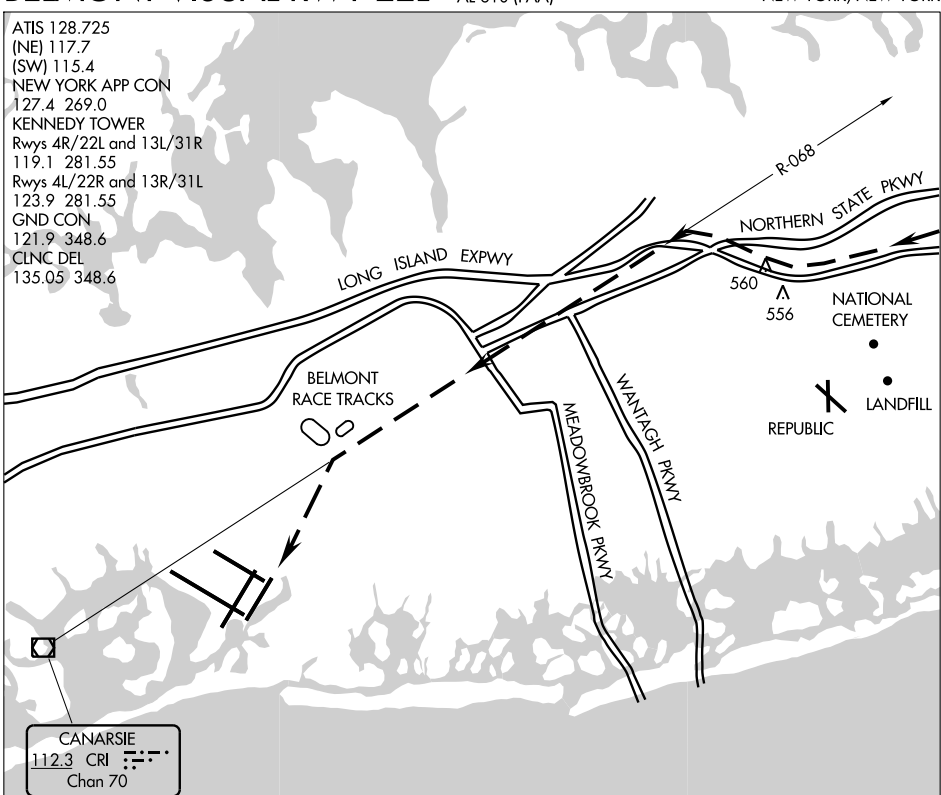 ATIS 128.725
(NE) 117.7
(SW) 115.4
NEW YORK APP CON
127.4 269.0
KENNEDY TOWER
Rwys 4R/22L and 13L/31R
119.1 281.55
Rwys 4L/22R and 13R/31L
123.9 281.55
GND CON
121.9 348.6
CLNC DEL
135.05 348.6
R-068
NORTHERN STATE PKWY
LONG ISLAND EXPWY
560
556
NATIONAL
CEMETERY
LANDFILL
REPUBLIC
BELMONT
RACE TRACKS
WANTAGH PKWY
MEADOWBROOK PKWY
CANARSIE
112.3 CRI
Chan 70